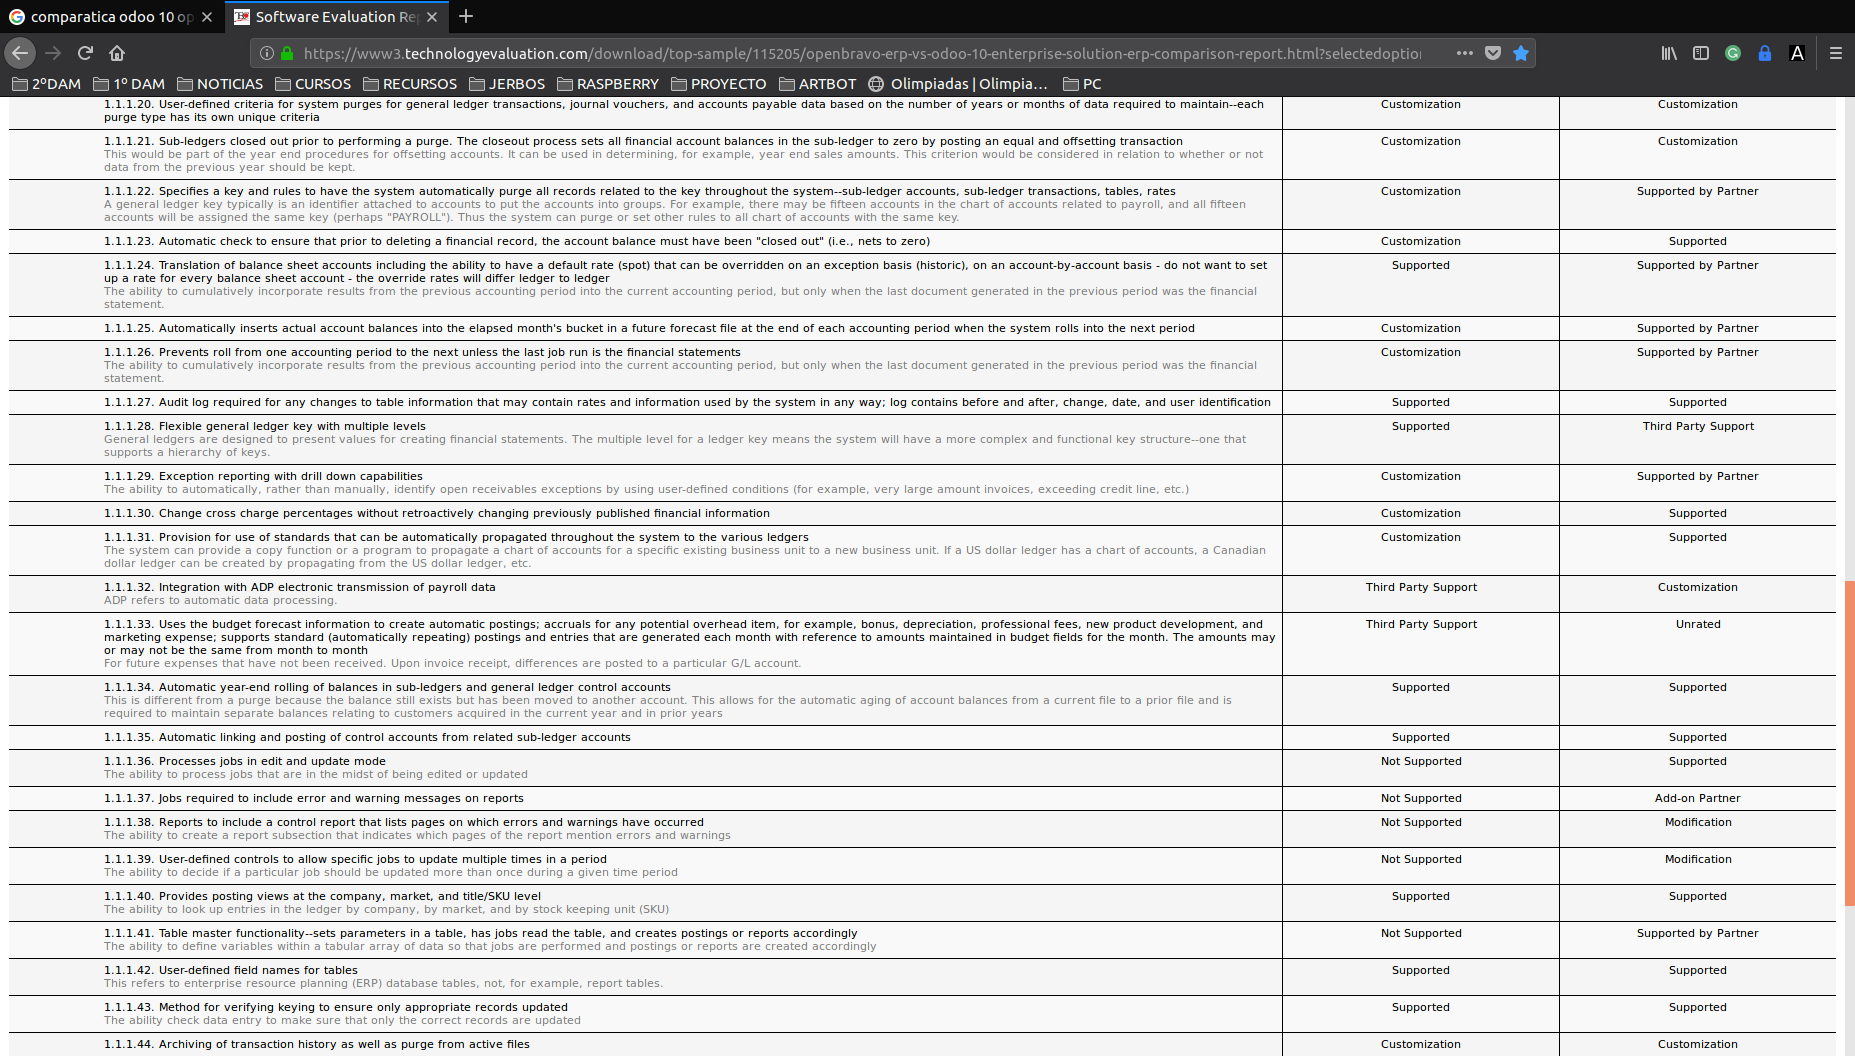 comparatica odoo 10 op
Software Evaluation Re
https://www3.technologyevaluation.com/download/top-sample/115205/openbravo-erp-vs-odoo-10-enterprise-solution-erp-comparison-report.html?selectedoptio
2ºDAM 1º DAM NOTICIAS CURSOS RECURSOS JERBOS RASPBERRY PROYECTO ARTBOT Olimpiadas | Olimpia… PC
1.1.1.20. User-defined criteria for system purges for general ledger transactions, journal vouchers, and accounts payable data based on the number of years or months of data required to maintain--each Customization Customization
purge type has its own unique criteria
1.1.1.21. Sub-ledgers closed out prior to performing a purge. The closeout process sets all financial account balances in the sub-ledger to zero by posting an equal and offsetting transaction Customization Customization
This would be part of the year end procedures for offsetting accounts. It can be used in determining, for example, year end sales amounts. This criterion would be considered in relation to whether or not
data from the previous year should be kept.
1.1.1.22. Specifies a key and rules to have the system automatically purge all records related to the key throughout the system--sub-ledger accounts, sub-ledger transactions, tables, rates Customization Supported by Partner
A general ledger key typically is an identifier attached to accounts to put the accounts into groups. For example, there may be fifteen accounts in the chart of accounts related to payroll, and all fifteen
accounts will be assigned the same key (perhaps "PAYROLL"). Thus the system can purge or set other rules to all chart of accounts with the same key.
1.1.1.23. Automatic check to ensure that prior to deleting a financial record, the account balance must have been "closed out" (i.e., nets to zero) Customization Supported
1.1.1.24. Translation of balance sheet accounts including the ability to have a default rate (spot) that can be overridden on an exception basis (historic), on an account-by-account basis - do not want to set Supported Supported by Partner
up a rate for every balance sheet account - the override rates will differ ledger to ledger
The ability to cumulatively incorporate results from the previous accounting period into the current accounting period, but only when the last document generated in the previous period was the financial
statement.
1.1.1.25. Automatically inserts actual account balances into the elapsed month's bucket in a future forecast file at the end of each accounting period when the system rolls into the next period Customization Supported by Partner
1.1.1.26. Prevents roll from one accounting period to the next unless the last job run is the financial statements Customization Supported by Partner
The ability to cumulatively incorporate results from the previous accounting period into the current accounting period, but only when the last document generated in the previous period was the financial
statement.
1.1.1.27. Audit log required for any changes to table information that may contain rates and information used by the system in any way; log contains before and after, change, date, and user identification Supported Supported
1.1.1.28. Flexible general ledger key with multiple levels Supported Third Party Support
General ledgers are designed to present values for creating financial statements. The multiple level for a ledger key means the system will have a more complex and functional key structure--one that
supports a hierarchy of keys.
1.1.1.29. Exception reporting with drill down capabilities Customization Supported by Partner
The ability to automatically, rather than manually, identify open receivables exceptions by using user-defined conditions (for example, very large amount invoices, exceeding credit line, etc.)
1.1.1.30. Change cross charge percentages without retroactively changing previously published financial information Customization Supported
1.1.1.31. Provision for use of standards that can be automatically propagated throughout the system to the various ledgers Customization Supported
The system can provide a copy function or a program to propagate a chart of accounts for a specific existing business unit to a new business unit. If a US dollar ledger has a chart of accounts, a Canadian
dollar ledger can be created by propagating from the US dollar ledger, etc.
1.1.1.32. Integration with ADP electronic transmission of payroll data Third Party Support Customization
ADP refers to automatic data processing.
1.1.1.33. Uses the budget forecast information to create automatic postings; accruals for any potential overhead item, for example, bonus, depreciation, professional fees, new product development, and Third Party Support Unrated
marketing expense; supports standard (automatically repeating) postings and entries that are generated each month with reference to amounts maintained in budget fields for the month. The amounts may
or may not be the same from month to month
For future expenses that have not been received. Upon invoice receipt, differences are posted to a particular G/L account.
1.1.1.34. Automatic year-end rolling of balances in sub-ledgers and general ledger control accounts Supported Supported
This is different from a purge because the balance still exists but has been moved to another account. This allows for the automatic aging of account balances from a current file to a prior file and is
required to maintain separate balances relating to customers acquired in the current year and in prior years
1.1.1.35. Automatic linking and posting of control accounts from related sub-ledger accounts Supported Supported
1.1.1.36. Processes jobs in edit and update mode Not Supported Supported
The ability to process jobs that are in the midst of being edited or updated
1.1.1.37. Jobs required to include error and warning messages on reports Not Supported Add-on Partner
1.1.1.38. Reports to include a control report that lists pages on which errors and warnings have occurred Not Supported Modification
The ability to create a report subsection that indicates which pages of the report mention errors and warnings
1.1.1.39. User-defined controls to allow specific jobs to update multiple times in a period Not Supported Modification
The ability to decide if a particular job should be updated more than once during a given time period
1.1.1.40. Provides posting views at the company, market, and title/SKU level Supported Supported
The ability to look up entries in the ledger by company, by market, and by stock keeping unit (SKU)
1.1.1.41. Table master functionality--sets parameters in a table, has jobs read the table, and creates postings or reports accordingly Not Supported Supported by Partner
The ability to define variables within a tabular array of data so that jobs are performed and postings or reports are created accordingly
1.1.1.42. User-defined field names for tables Supported Supported
This refers to enterprise resource planning (ERP) database tables, not, for example, report tables.
1.1.1.43. Method for verifying keying to ensure only appropriate records updated Supported Supported
The ability check data entry to make sure that only the correct records are updated
1.1.1.44. Archiving of transaction history as well as purge from active files Customization Customization